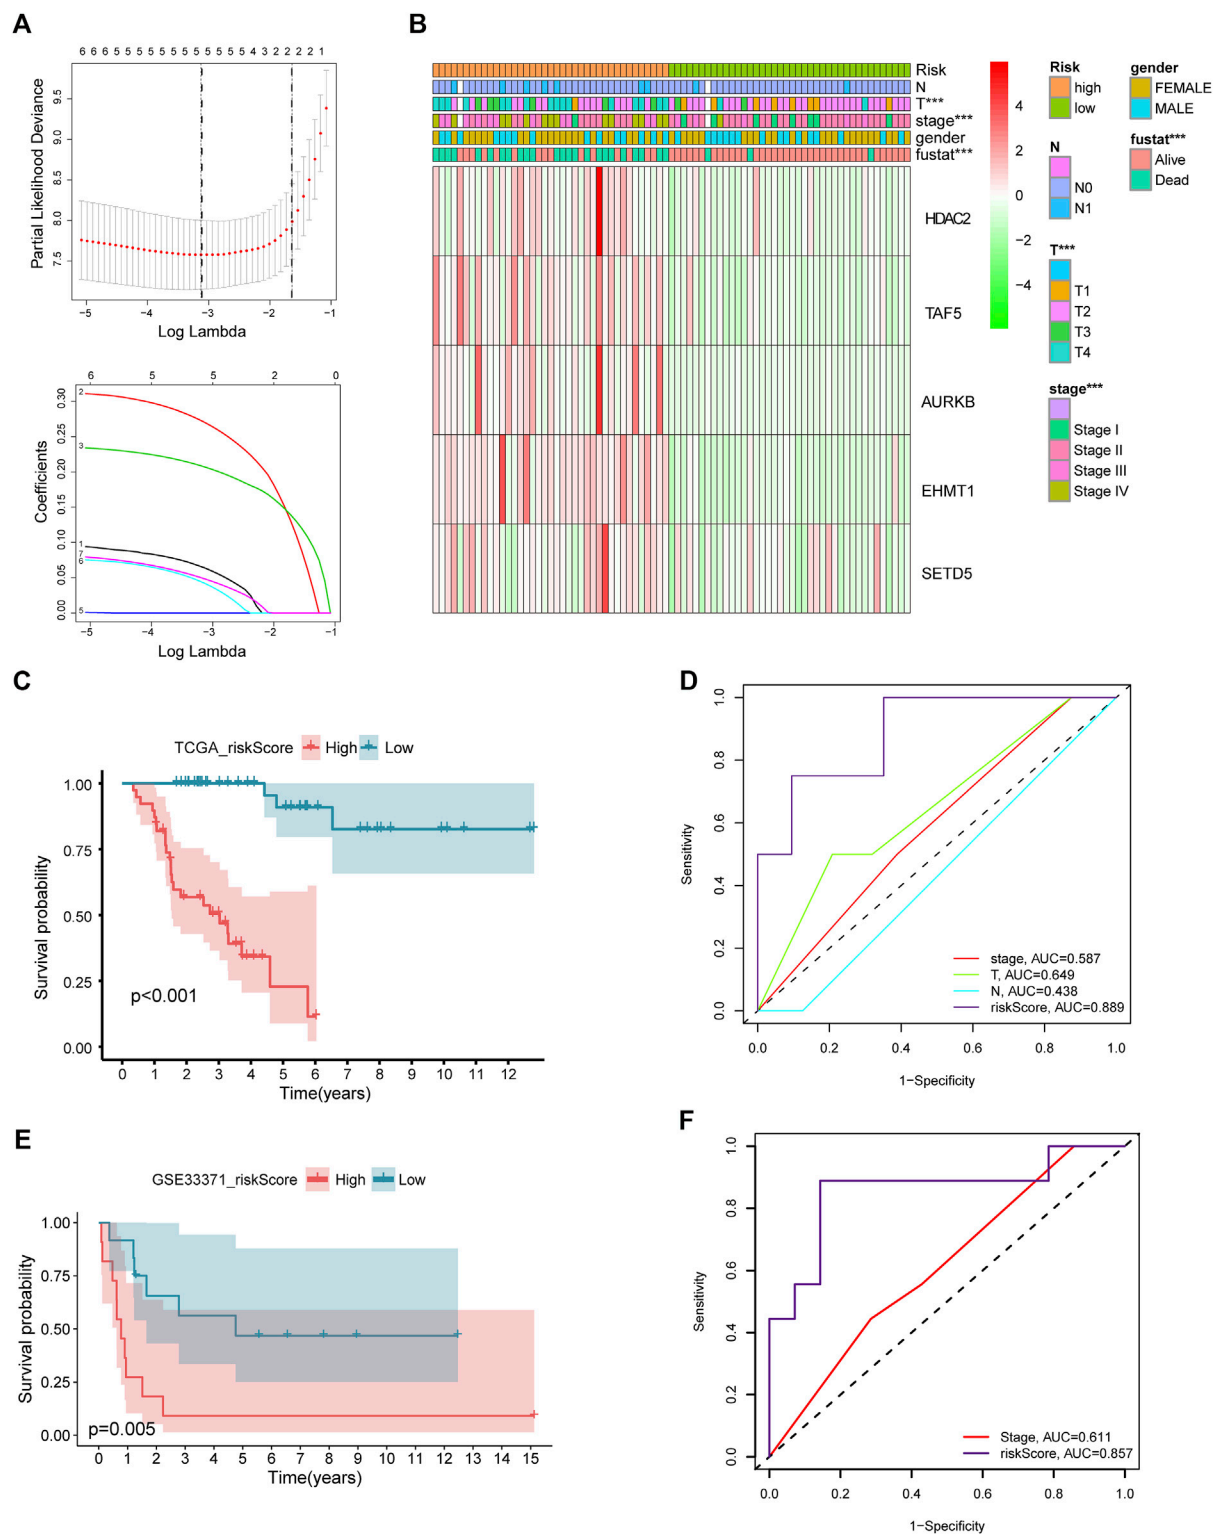 A
6 6 6 5 5 5 5 5 5 5 5 5 5 5 4 3 2 2 2 2 1
Partial Likelihood Deviance
9.5
9.0
8.5
8.0
7.5
−5 −4 −3 −2 −1
Log Lambda
6 5 5 2 0
Coefficients
0.30
0.25
0.20
0.15
0.10
0.05
0.00
2
3
1
7
6
5
−5 −4 −3 −2 −1
Log Lambda
B
Risk
N
T***
stage***
gender
fustat***
HDAC2
TAF5
AURKB
EHMT1
SETD5
4
2
0
−2
−4
Risk
high
low
N
N0
N1
T***
T1
T2
T3
T4
stage***
Stage I
Stage II
Stage III
Stage IV
gender
FEMALE
MALE
fustat***
Alive
Dead
C
TCGA_riskScore High Low
Survival probability
1.00
0.75
0.50
0.25
0.00
p<0.001
0 1 2 3 4 5 6 7 8 9 10 11 12
Time(years)
D
Sensitivity
1.0
0.8
0.6
0.4
0.2
0.0
stage, AUC=0.587
T, AUC=0.649
N, AUC=0.438
riskScore, AUC=0.889
0.0 0.2 0.4 0.6 0.8 1.0
1−Specificity
E
GSE33371_riskScore High Low
Survival probability
1.00
0.75
0.50
0.25
0.00
p=0.005
0 1 2 3 4 5 6 7 8 9 10 11 12 13 14 15
Time(years)
F
Sensitivity
1.0
0.8
0.6
0.4
0.2
0.0
Stage, AUC=0.611
riskScore, AUC=0.857
0.0 0.2 0.4 0.6 0.8 1.0
1−Specificity